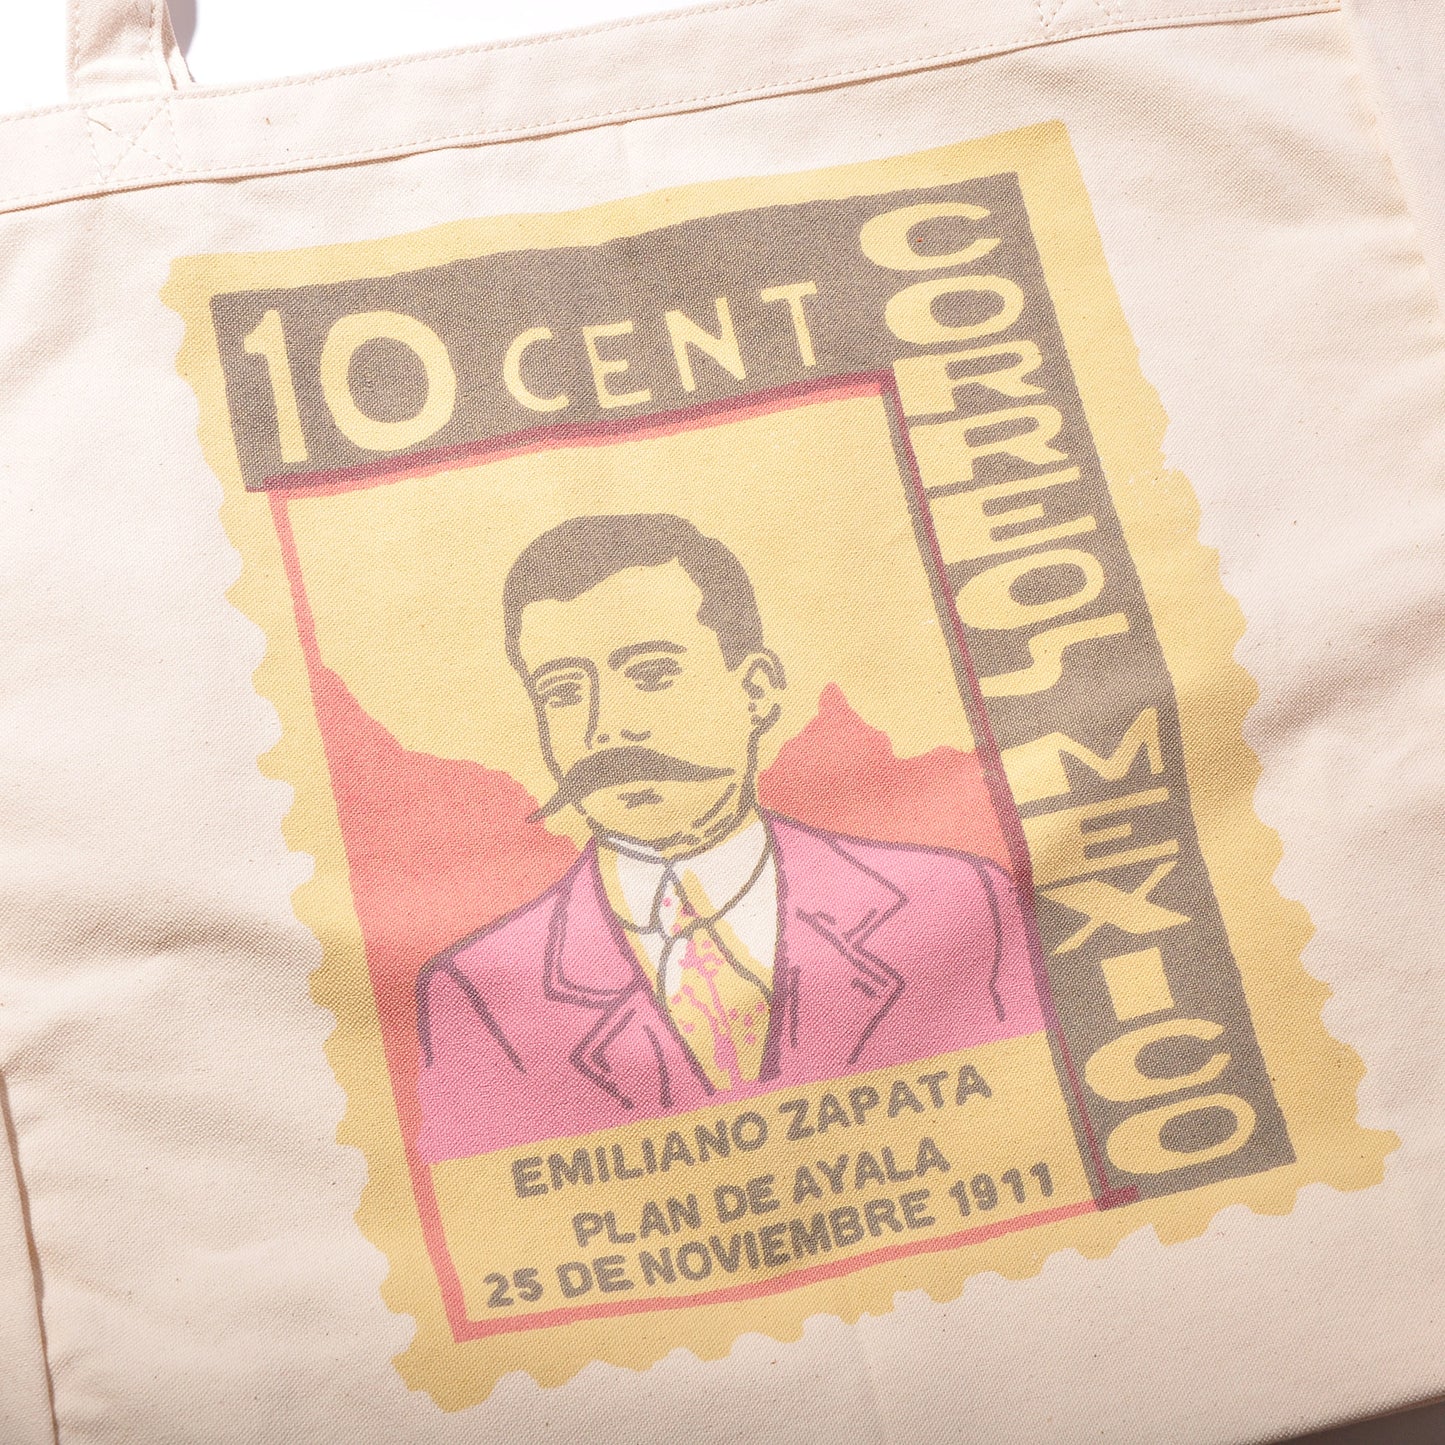 10 CENT
CORREOS MEXICO
EMILIANO ZAPATA
PLAN DE AYALA
25 DE NOVIEMBRE 1911